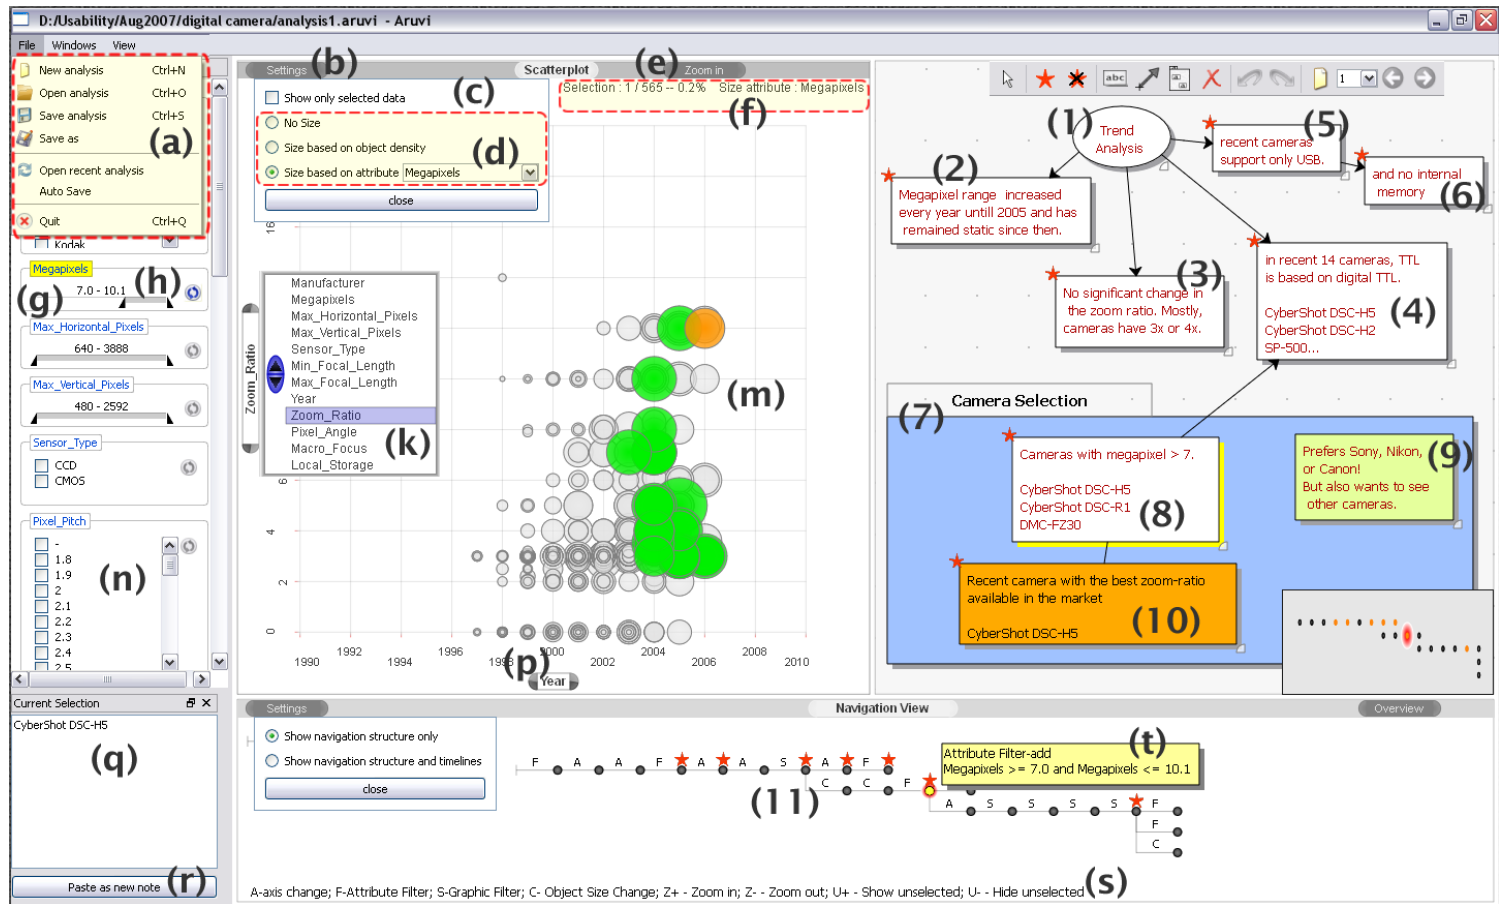 D:/Usability/Aug2007/digital camera/analysis1.aruvi - Aruvi
File Windows View
New analysis Ctrl+N
Open analysis Ctrl+O
Save analysis Ctrl+S
Save as
(a)
Open recent analysis
Auto Save
Quit Ctrl+Q
Kodak
Megapixels
7.0 - 10.1
(g)
(h)
Max_Horizontal_Pixels
640 - 3888
Max_Vertical_Pixels
480 - 2592
Sensor_Type
CCD
CMOS
Pixel_Pitch
-
1.8
1.9
2
2.1
2.2
2.3
2.4
2.5
(n)
Current Selection
CyberShot DSC-H5
(q)
Paste as new note
(r)
Settings
(b)
Scatterplot
(e)
Zoom in
Show only selected data
(c)
No Size
Size based on object density
(d)
Size based on attribute Megapixels
close
Selection : 1 / 565 -- 0.2% Size attribute : Megapixels
(f)
16
Zoom_Ratio
Manufacturer
Megapixels
Max_Horizontal_Pixels
Max_Vertical_Pixels
Sensor_Type
Min_Focal_Length
Max_Focal_Length
Year
Zoom_Ratio
Pixel_Angle
Macro_Focus
Local_Storage
(k)
(m)
6
4
2
0
1990 1992 1994 1996 1998 2000 2002 2004 2006 2008 2010
(p)
Year
abc
1
(1)
Trend
Analysis
(2)
Megapixel range increased
every year untill 2005 and has
remained static since then.
(3)
No significant change in
the zoom ratio. Mostly,
cameras have 3x or 4x.
(5)
recent cameras
support only USB.
and no internal
memory
(6)
in recent 14 cameras, TTL
is based on digital TTL.
CyberShot DSC-H5
CyberShot DSC-H2
SP-500...
(4)
Camera Selection
(7)
Cameras with megapixel > 7.
CyberShot DSC-H5
CyberShot DSC-R1
DMC-FZ30
(8)
Prefers Sony, Nikon,
or Canon!
But also wants to see
other cameras.
(9)
Recent camera with the best zoom-ratio
available in the market
CyberShot DSC-H5
(10)
Settings
Navigation View
Overview
Show navigation structure only
Show navigation structure and timelines
close
F A A F A A S A F
C C F
A S S S S F
F
C
(11)
Attribute Filter-add
Megapixels >= 7.0 and Megapixels <= 10.1
(t)
A-axis change; F-Attribute Filter; S-Graphic Filter; C- Object Size Change; Z+ - Zoom in; Z- - Zoom out; U+ - Show unselected; U- - Hide unselected
(s)